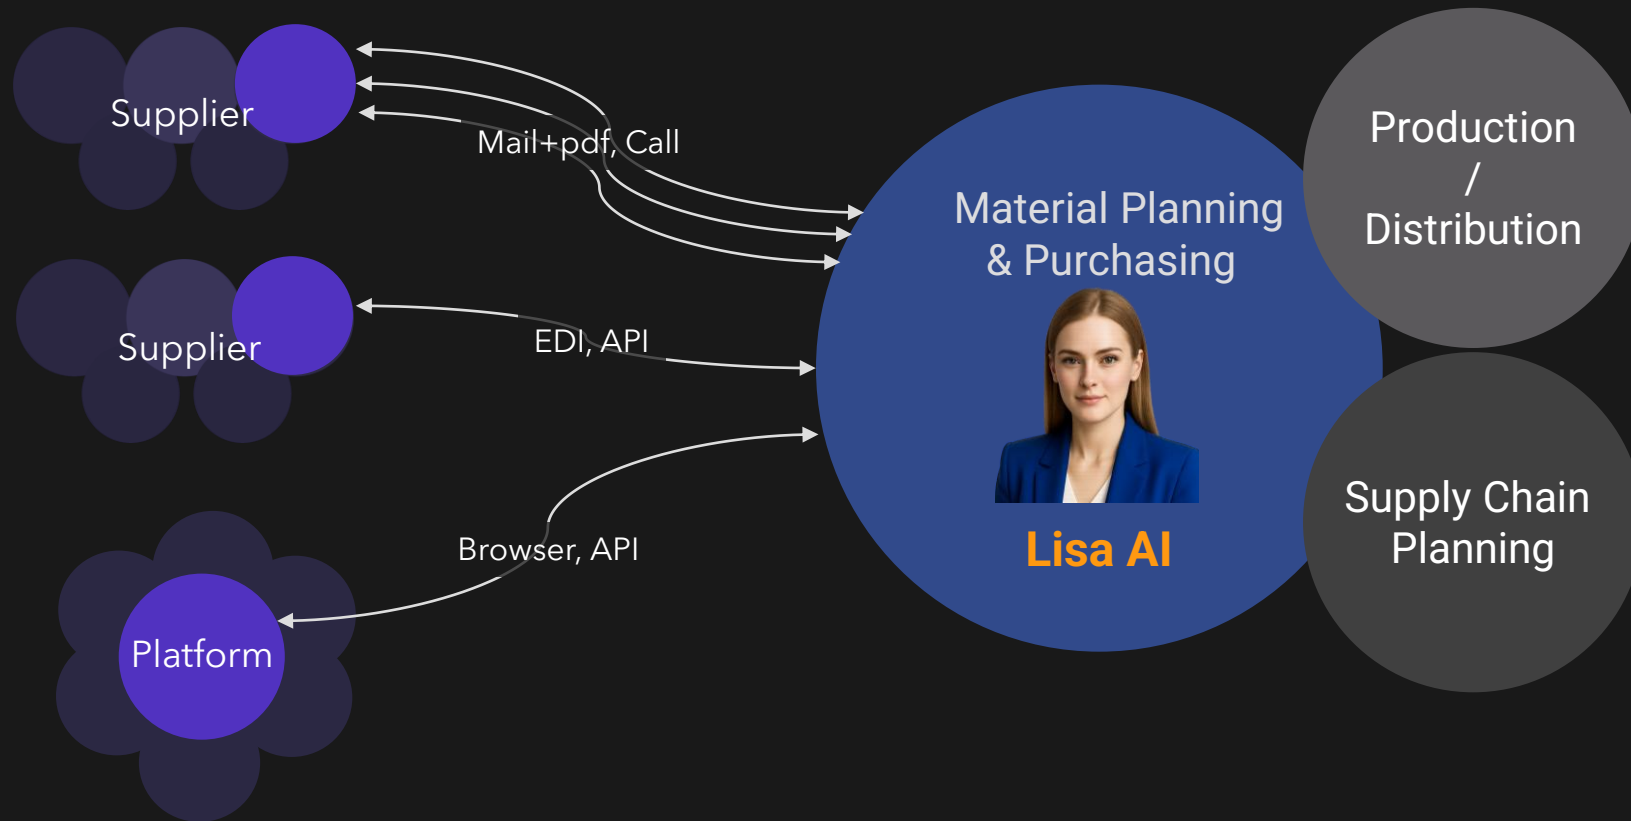 Supplier
Mail+pdf, Call
Supplier
EDI, API
Platform
Browser, API
Material Planning
& Purchasing
Lisa AI
Production
/
Distribution
Supply Chain
Planning